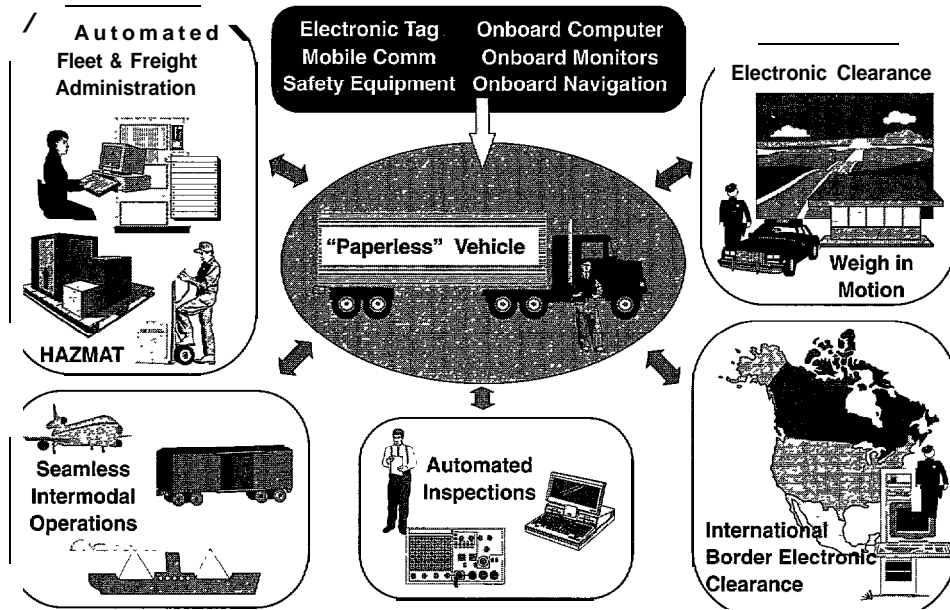 Automated
Fleet & Freight
Administration
HAZMAT
Electronic Tag Onboard Computer
Mobile Comm Onboard Monitors
Safety Equipment Onboard Navigation
Electronic Clearance
Weigh in
Motion
"Paperless" Vehicle
Seamless
Intermodal
Operations
Automated
Inspections
International
Border Electronic
Clearance